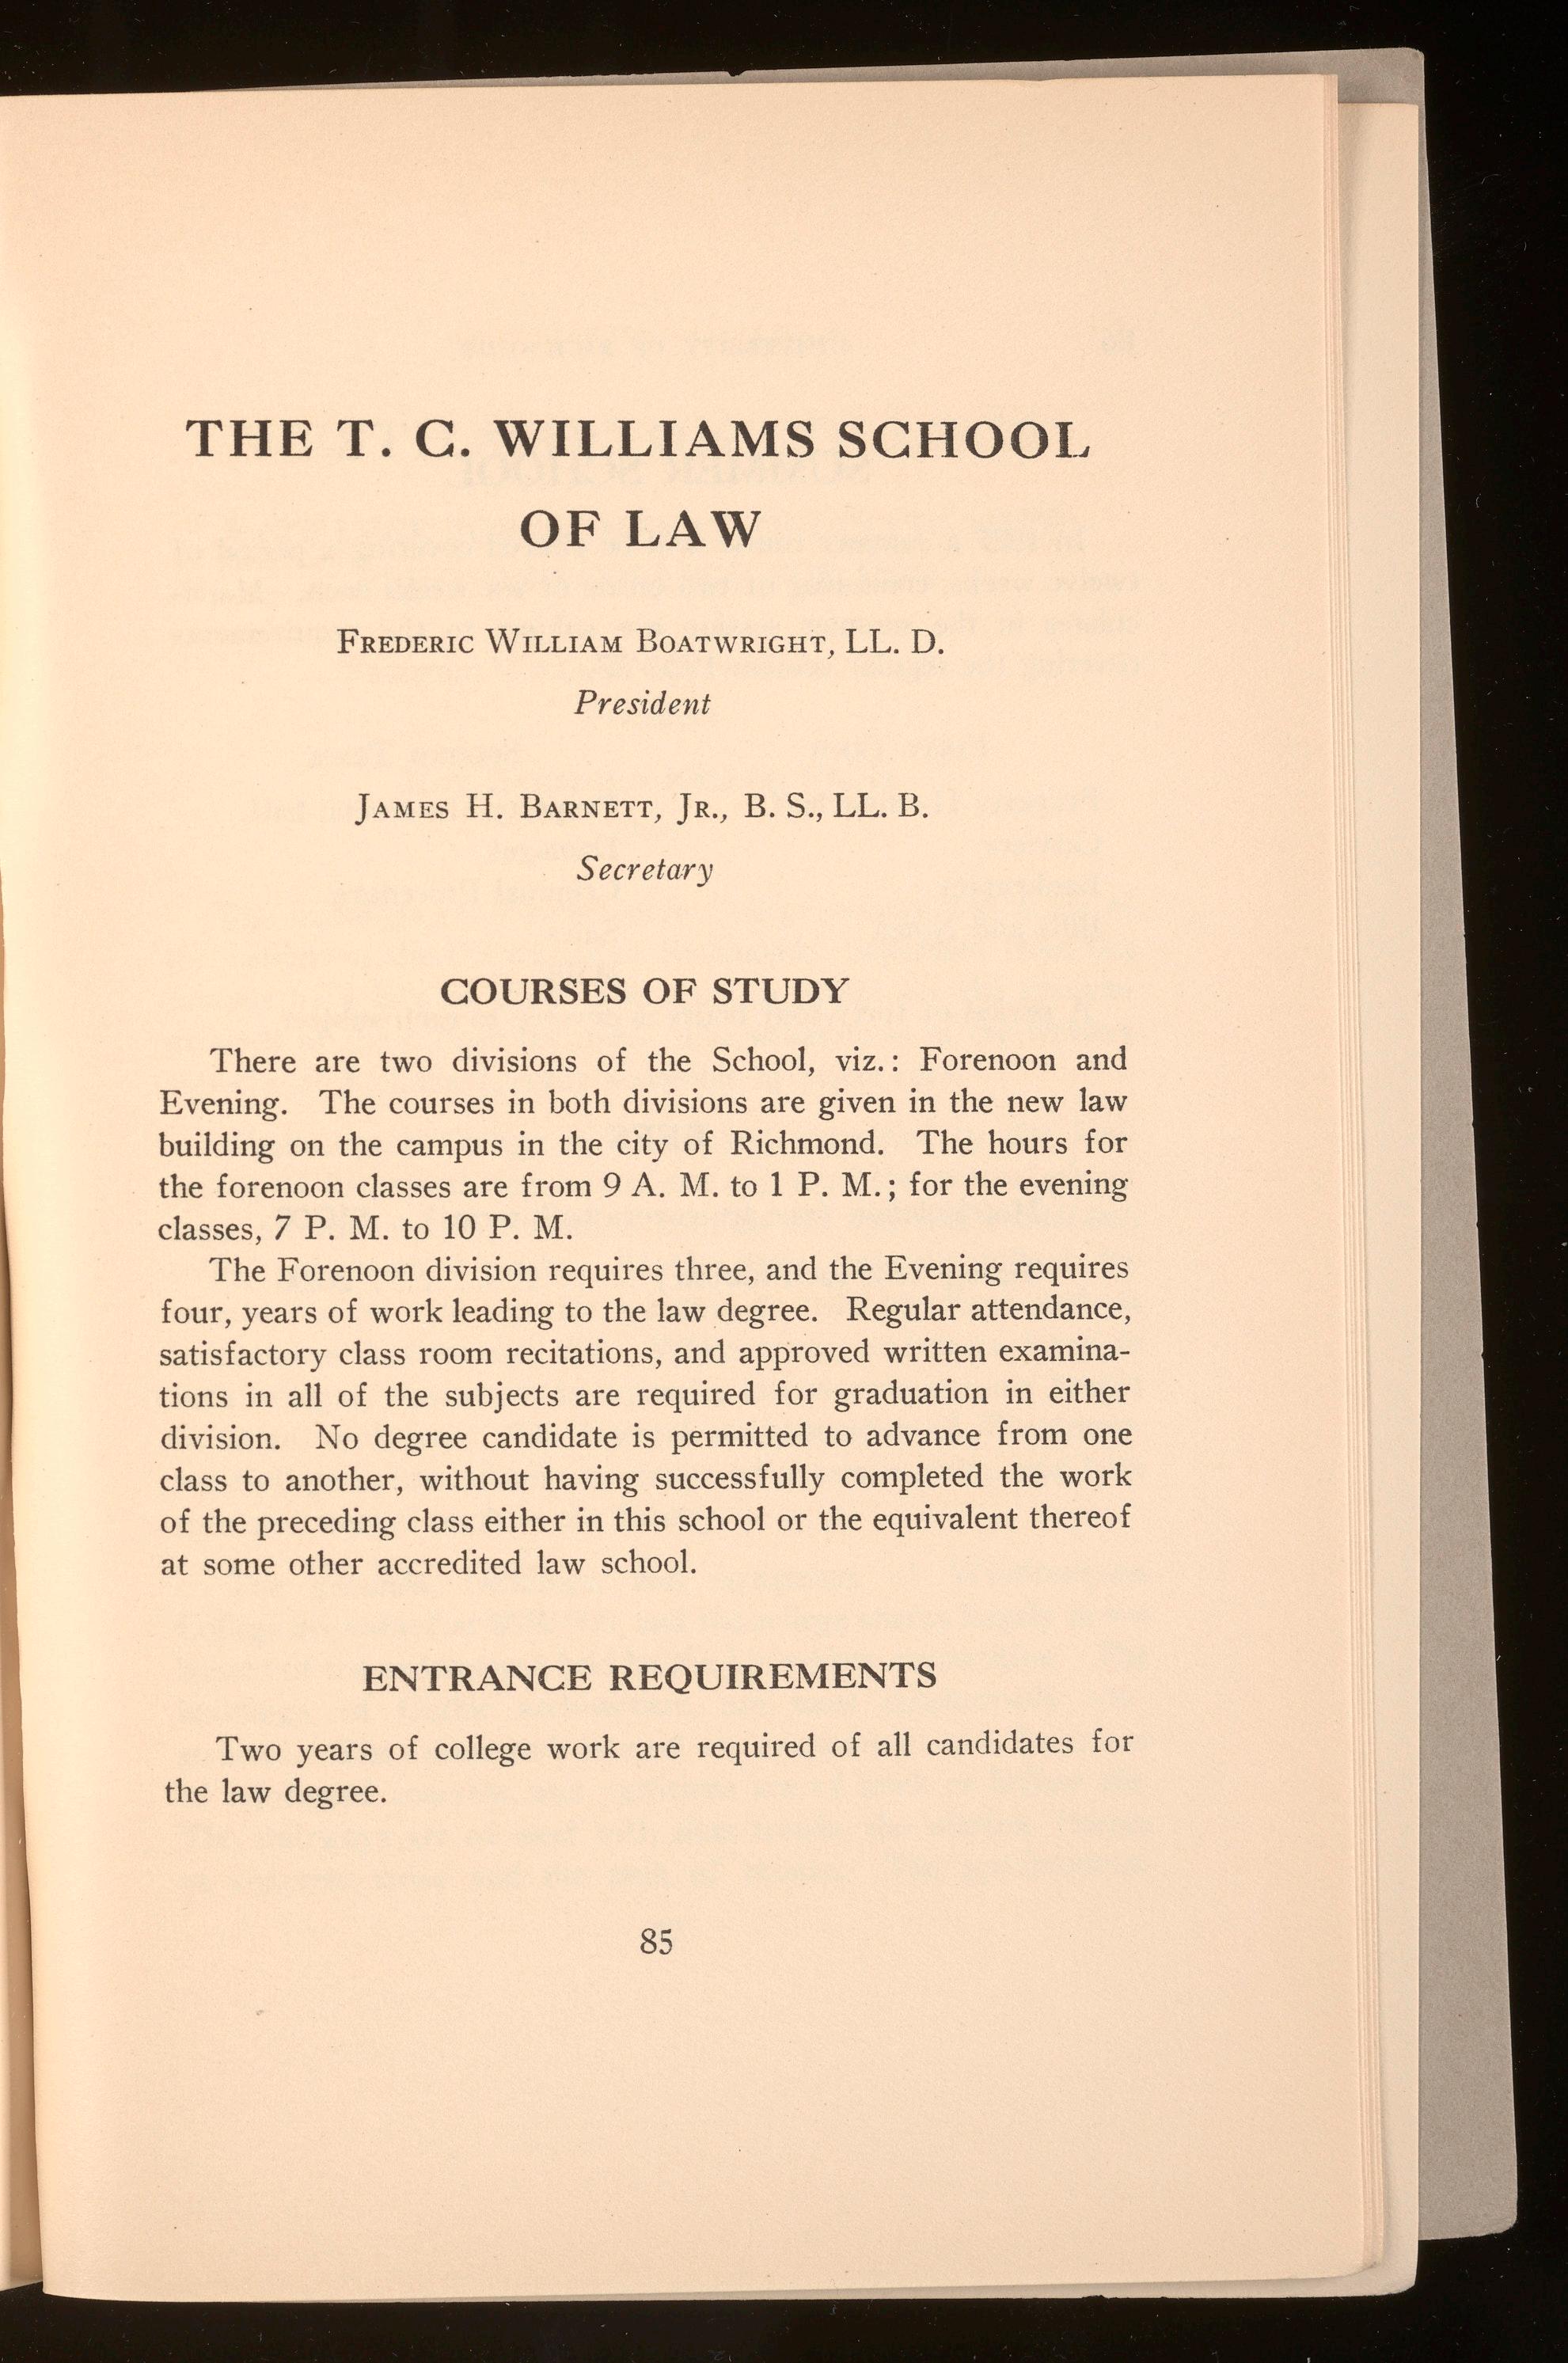 THE T. C. WILLIAMS SCHOOL
OF LAW
FREDERIC WILLIAM BOATWRIGHT, LL. D.
President
JAMES H. BARNETT, JR., B. S., LL. B.
Secretary
COURSES OF STUDY
There are two divisions of the School, viz.: Forenoon and
Evening. The courses in both divisions are given in the new law
building on the campus in the city of Richmond. The hours for
the forenoon classes are from 9 A. M. to 1 P. M.; for the evening
classes, 7 P. M. to 10 P. M.
The Forenoon division requires three, and the Evening requires
four, years of work leading to the law degree. Regular attendance,
satisfactory class room recitations, and approved written examina-
tions in all of the subjects are required for graduation in either
division. No degree candidate is permitted to advance from one
class to another, without having successfully completed the work
of the preceding class either in this school or the equivalent thereof
at some other accredited law school.
ENTRANCE REQUIREMENTS
Two years of college work are required of all candidates for
the law degree.
85